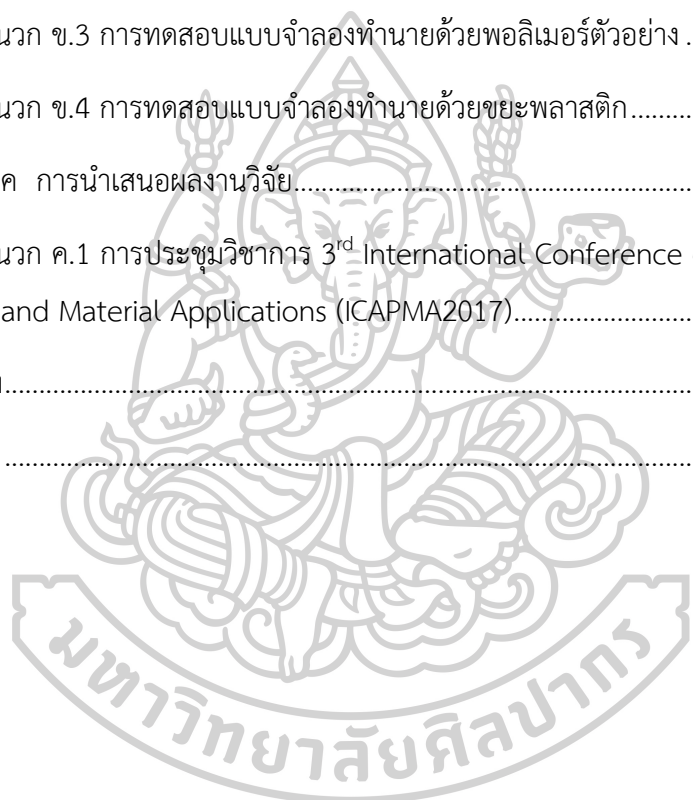 นวก ข.3 การทดสอบแบบจำลองทำนายด้วยพอลิเมอร์ตัวอย่าง .
นวก ข.4 การทดสอบแบบจำลองทำนายด้วยขยะพลาสติก.........
ค การนำเสนอผลงานวิจัย..........................................................
นวก ค.1 การประชุมวิชาการ 3rd International Conference
and Material Applications (ICAPMA2017).........................
..........................................................................................................
..........................................................................................................
มหาวิทยาลัยศิลปากร